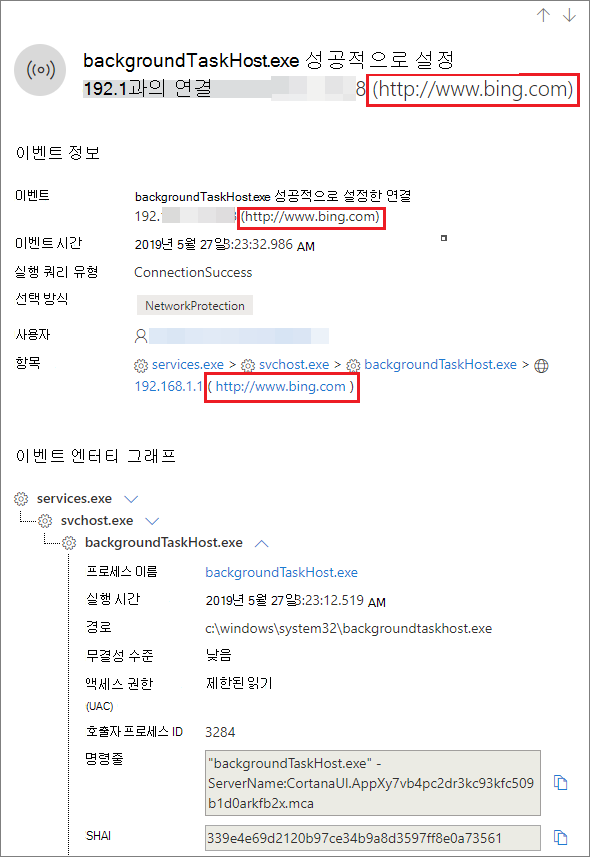 backgroundTaskHost.exe 성공적으로 설정
192.1과의 연결 8 (http://www.bing.com)
이벤트 정보
이벤트 backgroundTaskHost.exe 성공적으로 설정한 연결
192. (http://www.bing.com)
이벤트 시간 2019년 5월 27일3:23:32.986 AM
실행 쿼리 유형 ConnectionSuccess
선택 방식 NetworkProtection
사용자
항목 services.exe > svchost.exe > backgroundTaskHost.exe >
192.168.1.1 ( http://www.bing.com )
이벤트 엔터티 그래프
services.exe
svchost.exe
backgroundTaskHost.exe
프로세스 이름 backgroundTaskHost.exe
실행 시간 2019년 5월 27일3:23:12.519 AM
경로 c:\windows\system32\backgroundtaskhost.exe
무결성 수준 낮음
액세스 권한 제한된 읽기
(UAC)
호출자 프로세스 ID 3284
명령줄 "backgroundTaskHost.exe" -
ServerName:CortanaUI.AppXy7vb4pc2dr3kc93kfc509
b1d0arkfb2x.mca
SHAI 339e4e69d2120b97ce34b9a8d3597ff8e0a73561